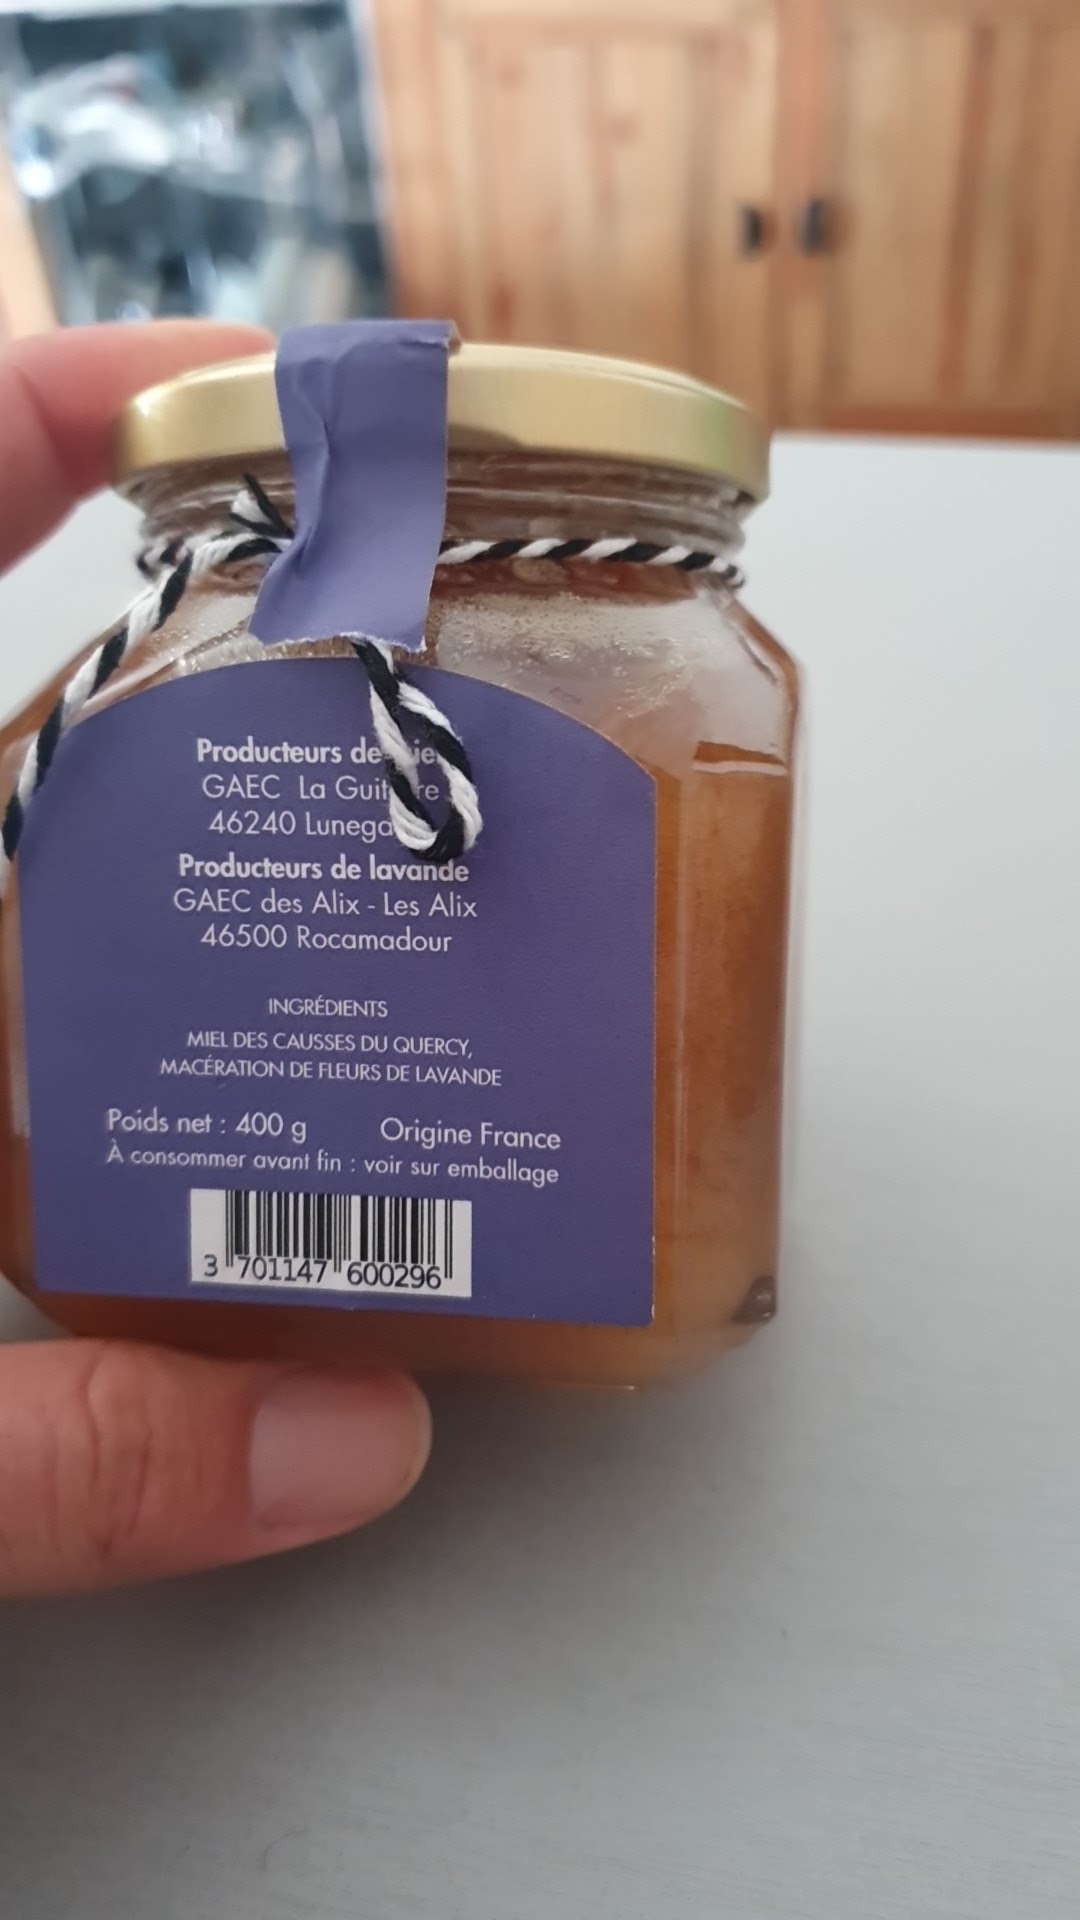 Producteurs de
GAEC La
46240
Producteurs de lavande
GAEC des Alix - Les Alix
46500 Rocamadour
INGRÉDIENTS
MIEL DES CAUSSES DU QUERCY,
MACÉRATION DE FLEURS DE LAVANDE
Poids net : 400 g Origine France
À consommer avant fin : voir sur emballage
3 701147 600296